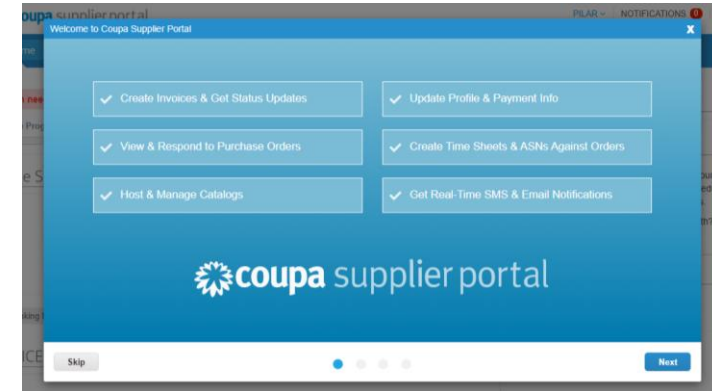 oupa supplier portal
PILAR
NOTIFICATIONS 0
Welcome to Coupa Supplier Portal
X
me
Create Invoices & Get Status Updates
Update Profile & Payment Info
View & Respond to Purchase Orders
Create Time Sheets & ASNs Against Orders
Host & Manage Catalogs
Get Real-Time SMS & Email Notifications
coupa supplier portal
Skip
Next